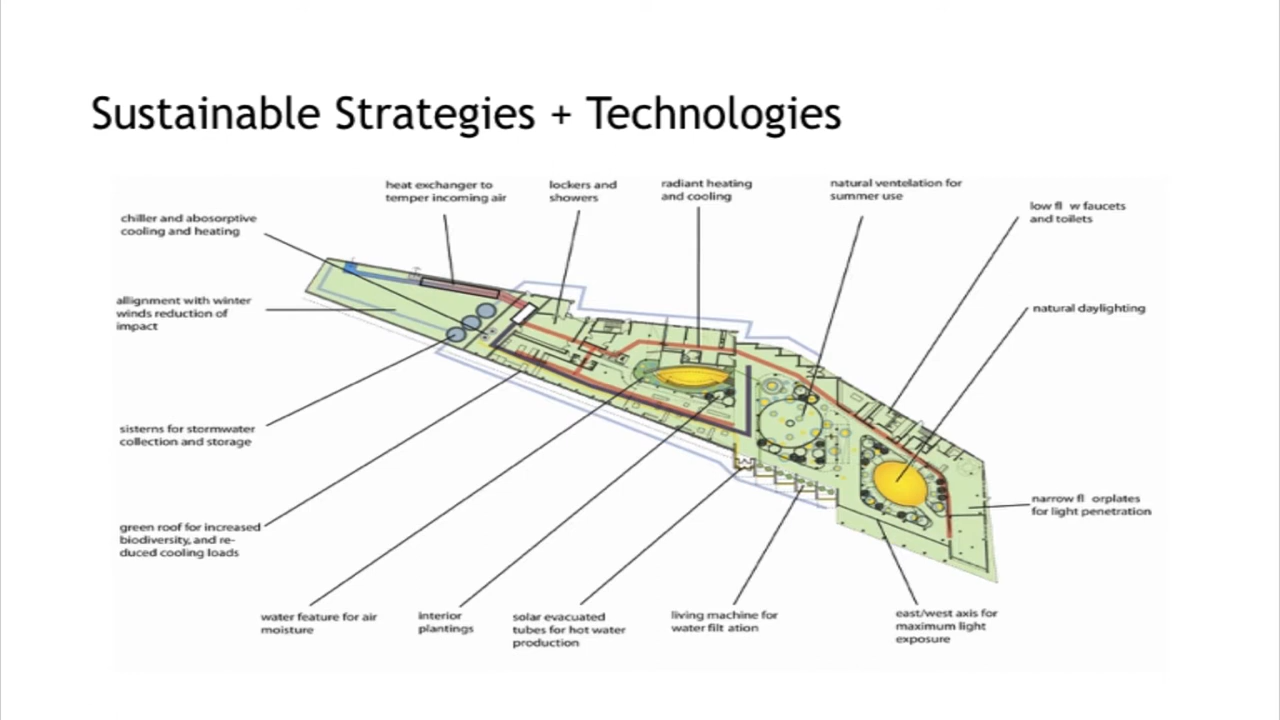 Sustainable Strategies + Technologies
heat exchanger to
temper incoming air
lockers and
showers
radiant heating
and cooling
natural ventelation for
summer use
low fl w faucets
and toilets
chiller and abosorptive
cooling and heating
allignment with winter
winds reduction of
impact
natural daylighting
sisterns for stormwater
collection and storage
narrow fl orplates
for light penetration
green roof for increased
biodiversity, and re-
duced cooling loads
water feature for air
moisture
interior
plantings
solar evacuated
tubes for hot water
production
living machine for
water filt ation
east/west axis for
maximum light
exposure